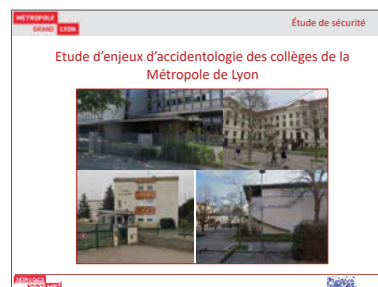 MÉTROPOLE
GRAND LYON
Étude de sécurité
Etude d'enjeux d'accidentologie des collèges de la
Métropole de Lyon